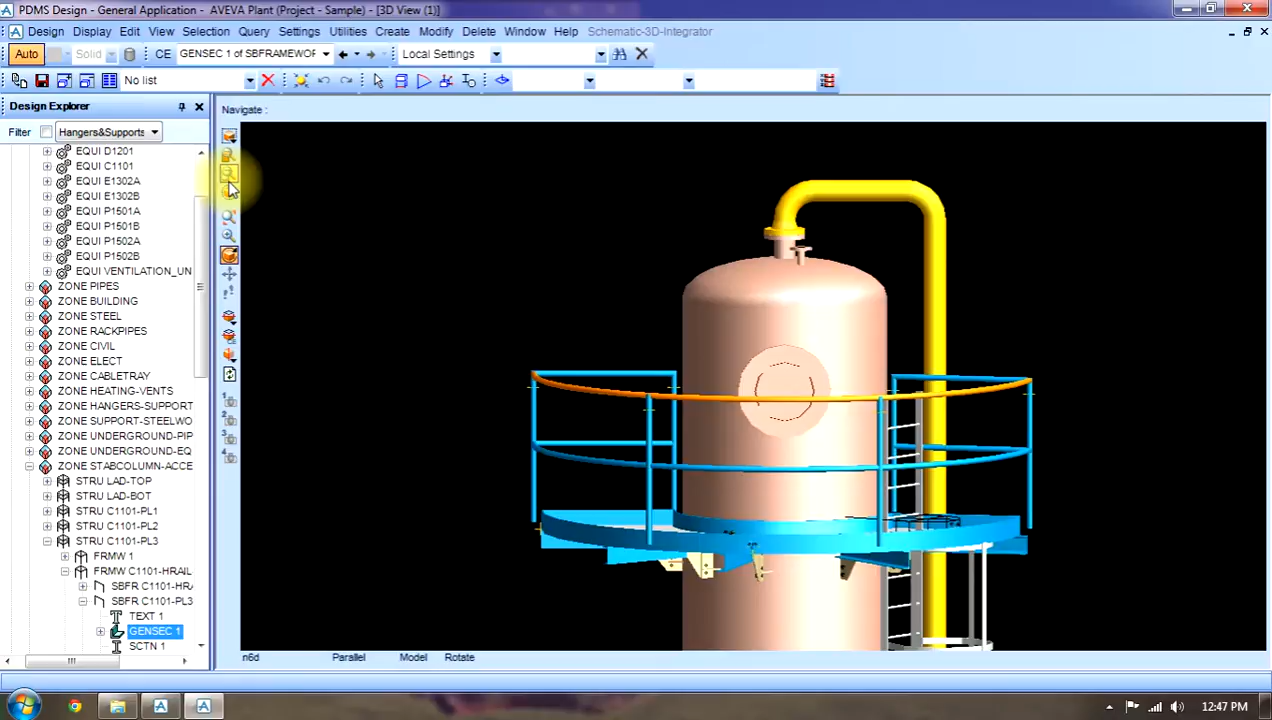 PDMS Design - General Application - AVEVA Plant (Project - Sample) - [3D View (1)]
Design Display Edit View Selection Query Settings Utilities Create Modify Delete Window Help Schematic-3D-Integrator
Auto Solid CE GENSEC 1 of SBFRAMEWOR Local Settings
No list
Design Explorer
Navigate :
Filter Hangers&Supports
EQUI D1201
EQUI C1101
EQUI E1302A
EQUI E1302B
EQUI P1501A
EQUI P1501B
EQUI P1502A
EQUI P1502B
EQUI VENTILATION_UN
ZONE PIPES
ZONE BUILDING
ZONE STEEL
ZONE RACKPIPES
ZONE CIVIL
ZONE ELECT
ZONE CABLETRAY
ZONE HEATING-VENTS
ZONE HANGERS-SUPPORT
ZONE SUPPORT-STEELWO
ZONE UNDERGROUND-PIP
ZONE UNDERGROUND-EQ
ZONE STABCOLUMN-ACCE
STRU LAD-TOP
STRU LAD-BOT
STRU C1101-PL1
STRU C1101-PL2
STRU C1101-PL3
FRMW 1
FRMW C1101-HRAIL
SBFR C1101-HRA
SBFR C1101-PL3
TEXT 1
GENSEC 1
SCTN 1
1
2
3
4
n6d Parallel Model Rotate
12:47 PM